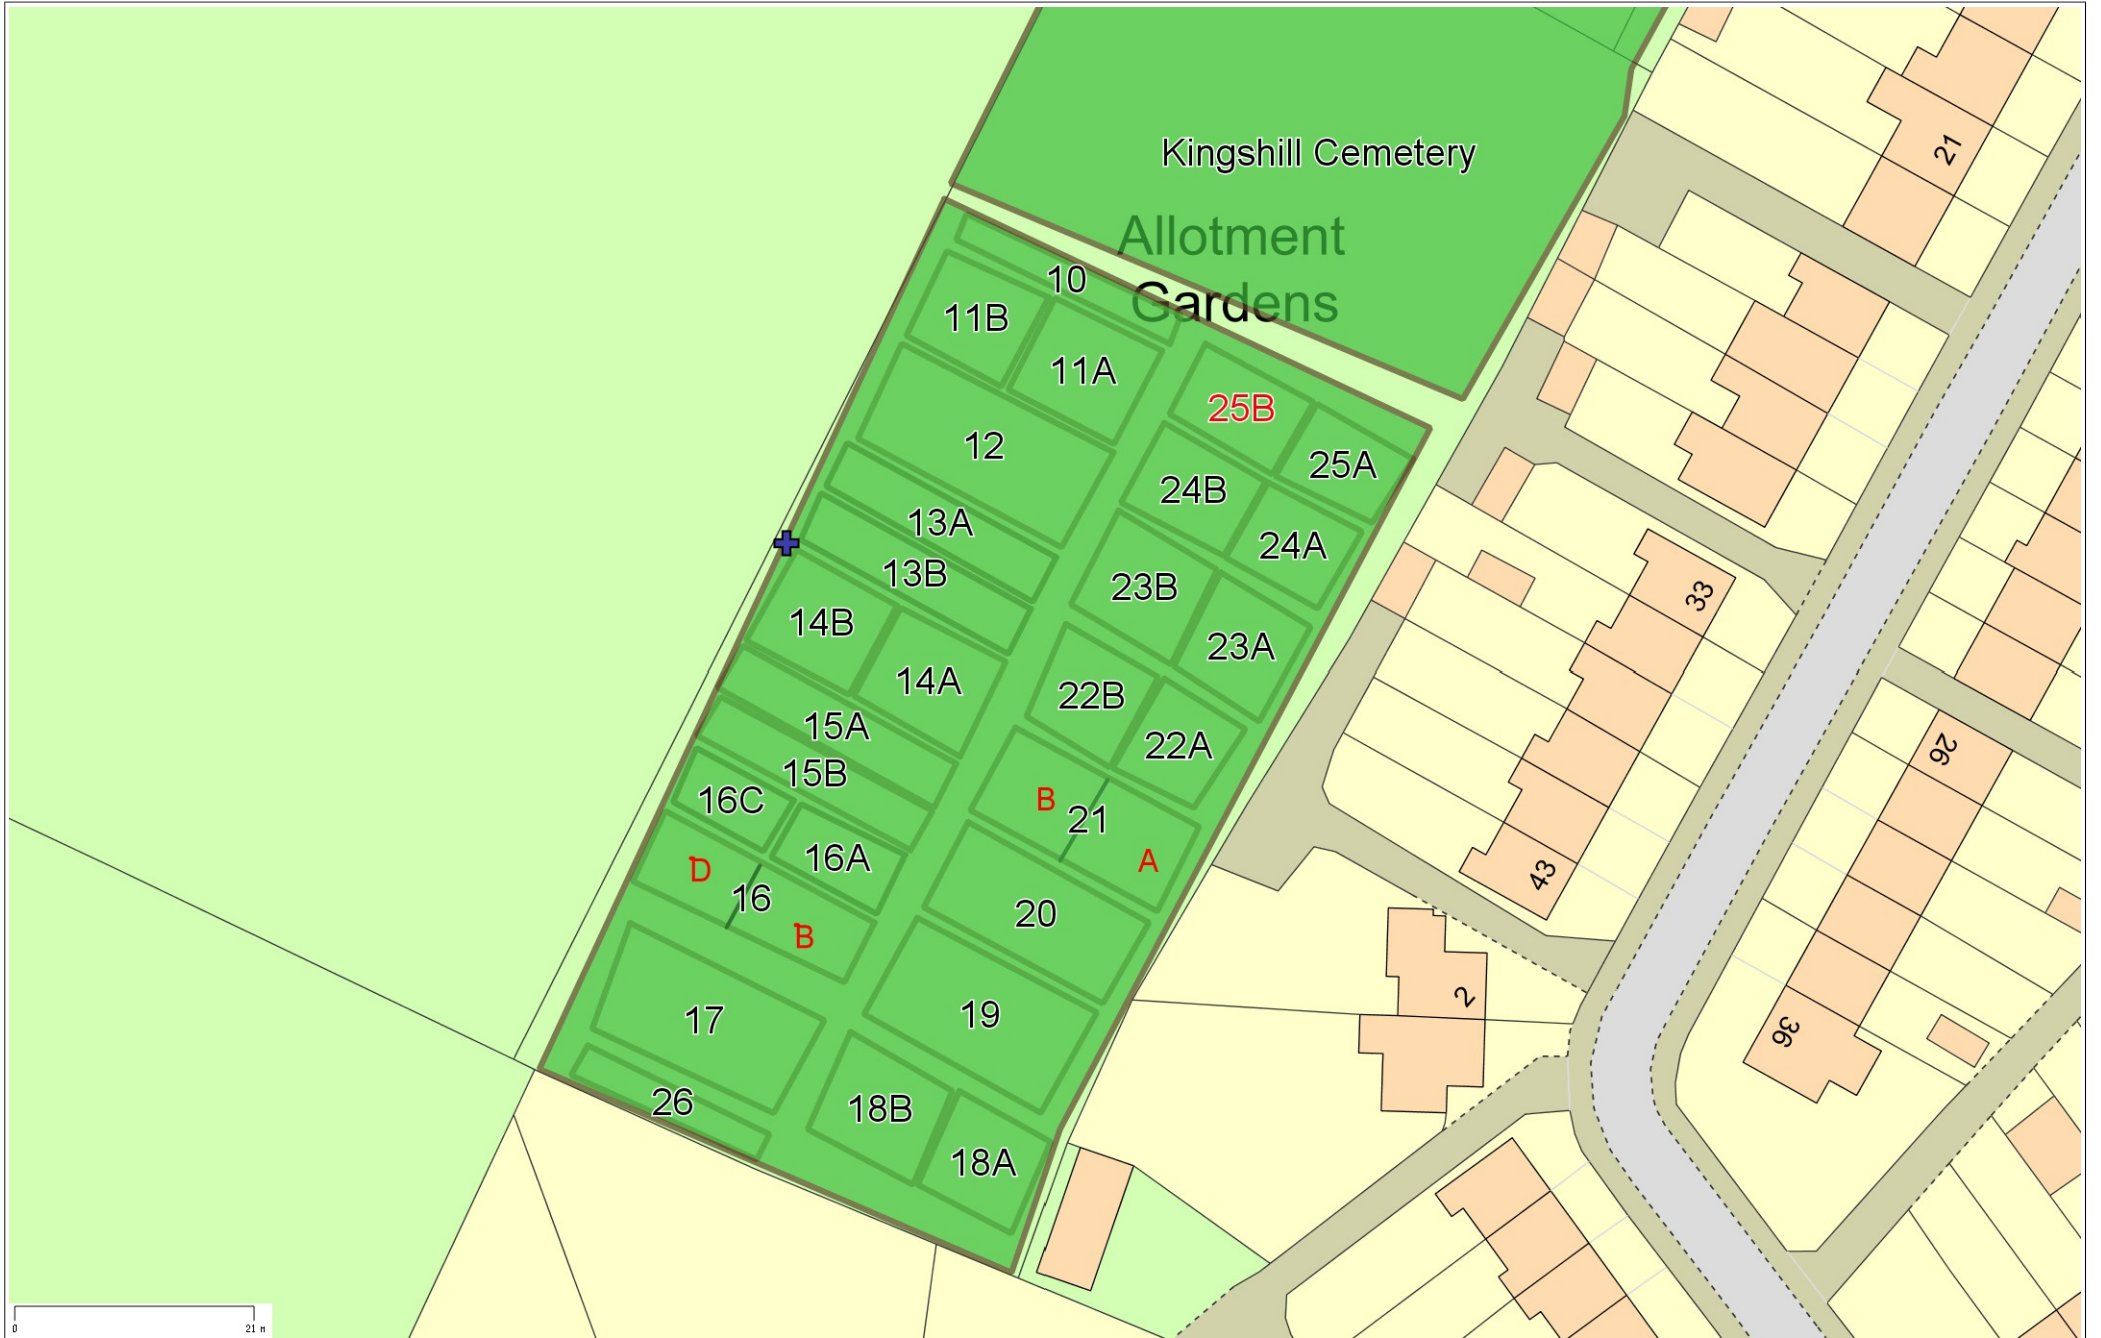 Kingshill Cemetery
Allotment
Gardens
10
11B
11A
12
25B
25A
24B
24A
13A
13B
23B
23A
14B
14A
22B
22A
15A
15B
16C
16A
B
21
A
D
16
B
20
19
17
18B
18A
26
21
33
43
26
36
2
0
21 M